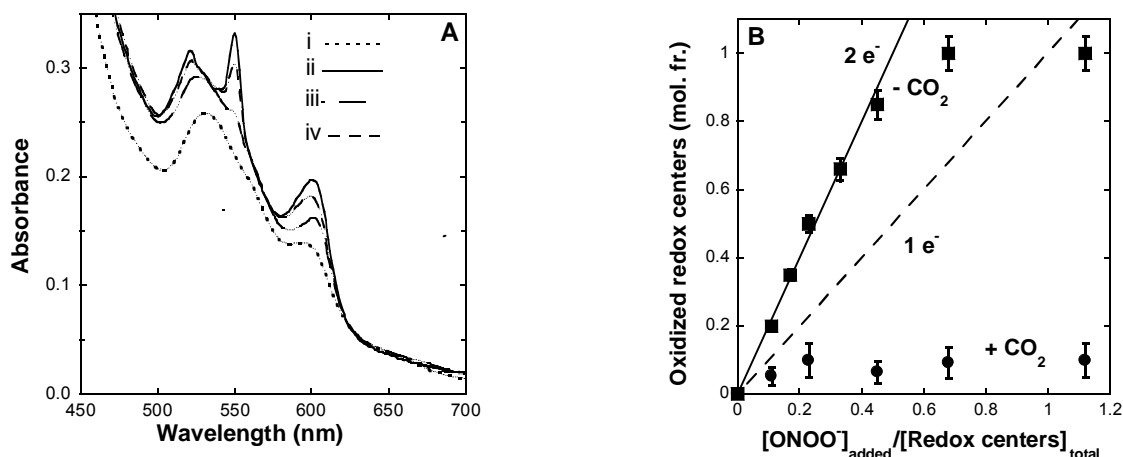 A
0.3
0.2
0.1
0.0
Absorbance
i
ii
iii
iv
450 500 550 600 650 700
Wavelength (nm)
B
2 e-
- CO2
1 e-
+ CO2
1
0.8
0.6
0.4
0.2
0
Oxidized redox centers (mol. fr.)
0 0.2 0.4 0.6 0.8 1 1.2
[ONOO-]added/[Redox centers]total